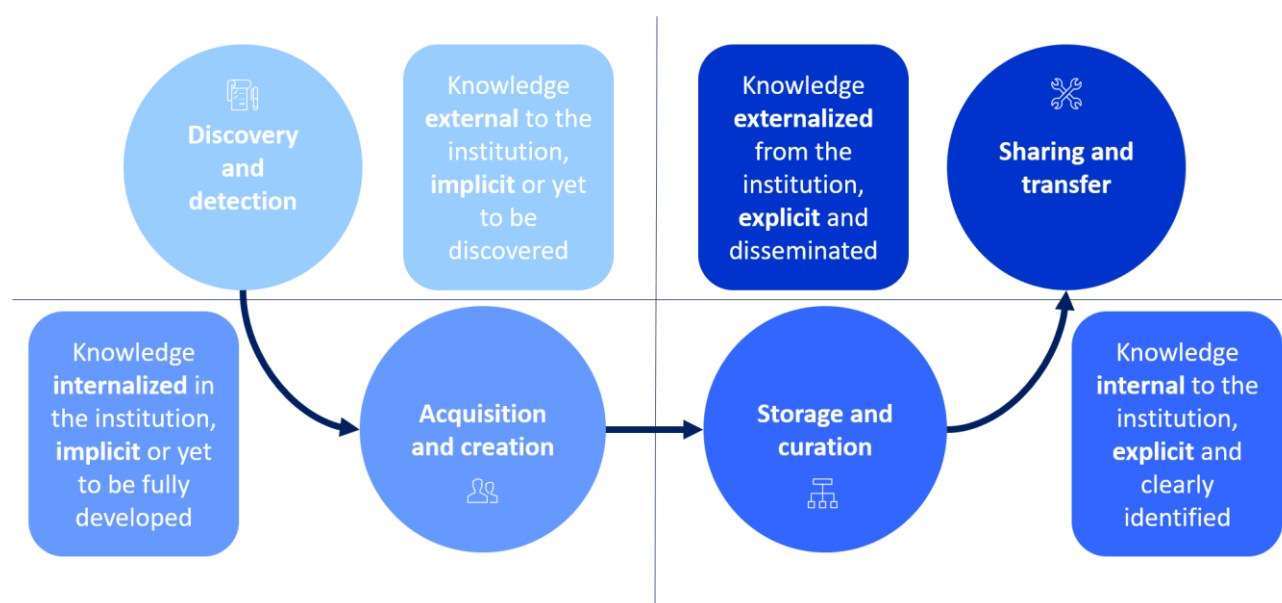 Discovery
and
detection
Knowledge
external to the
institution,
implicit or yet
to be
discovered
Knowledge
externalized
from the
institution,
explicit and
disseminated
Sharing and
transfer
Knowledge
internalized in
the institution,
implicit or yet
to be fully
developed
Acquisition
and creation
Storage and
curation
Knowledge
internal to the
institution,
explicit and
clearly
identified